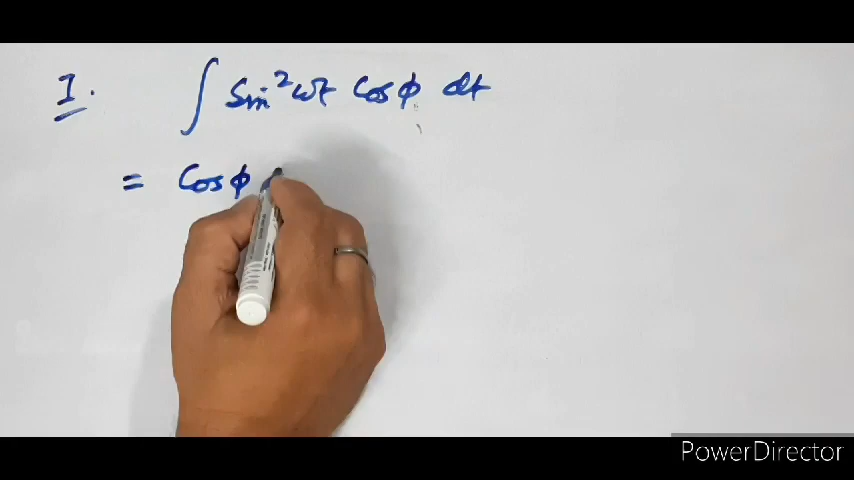 I. ∫ Sin²ωt Cosϕ dt
= Cosϕ
PowerDirector